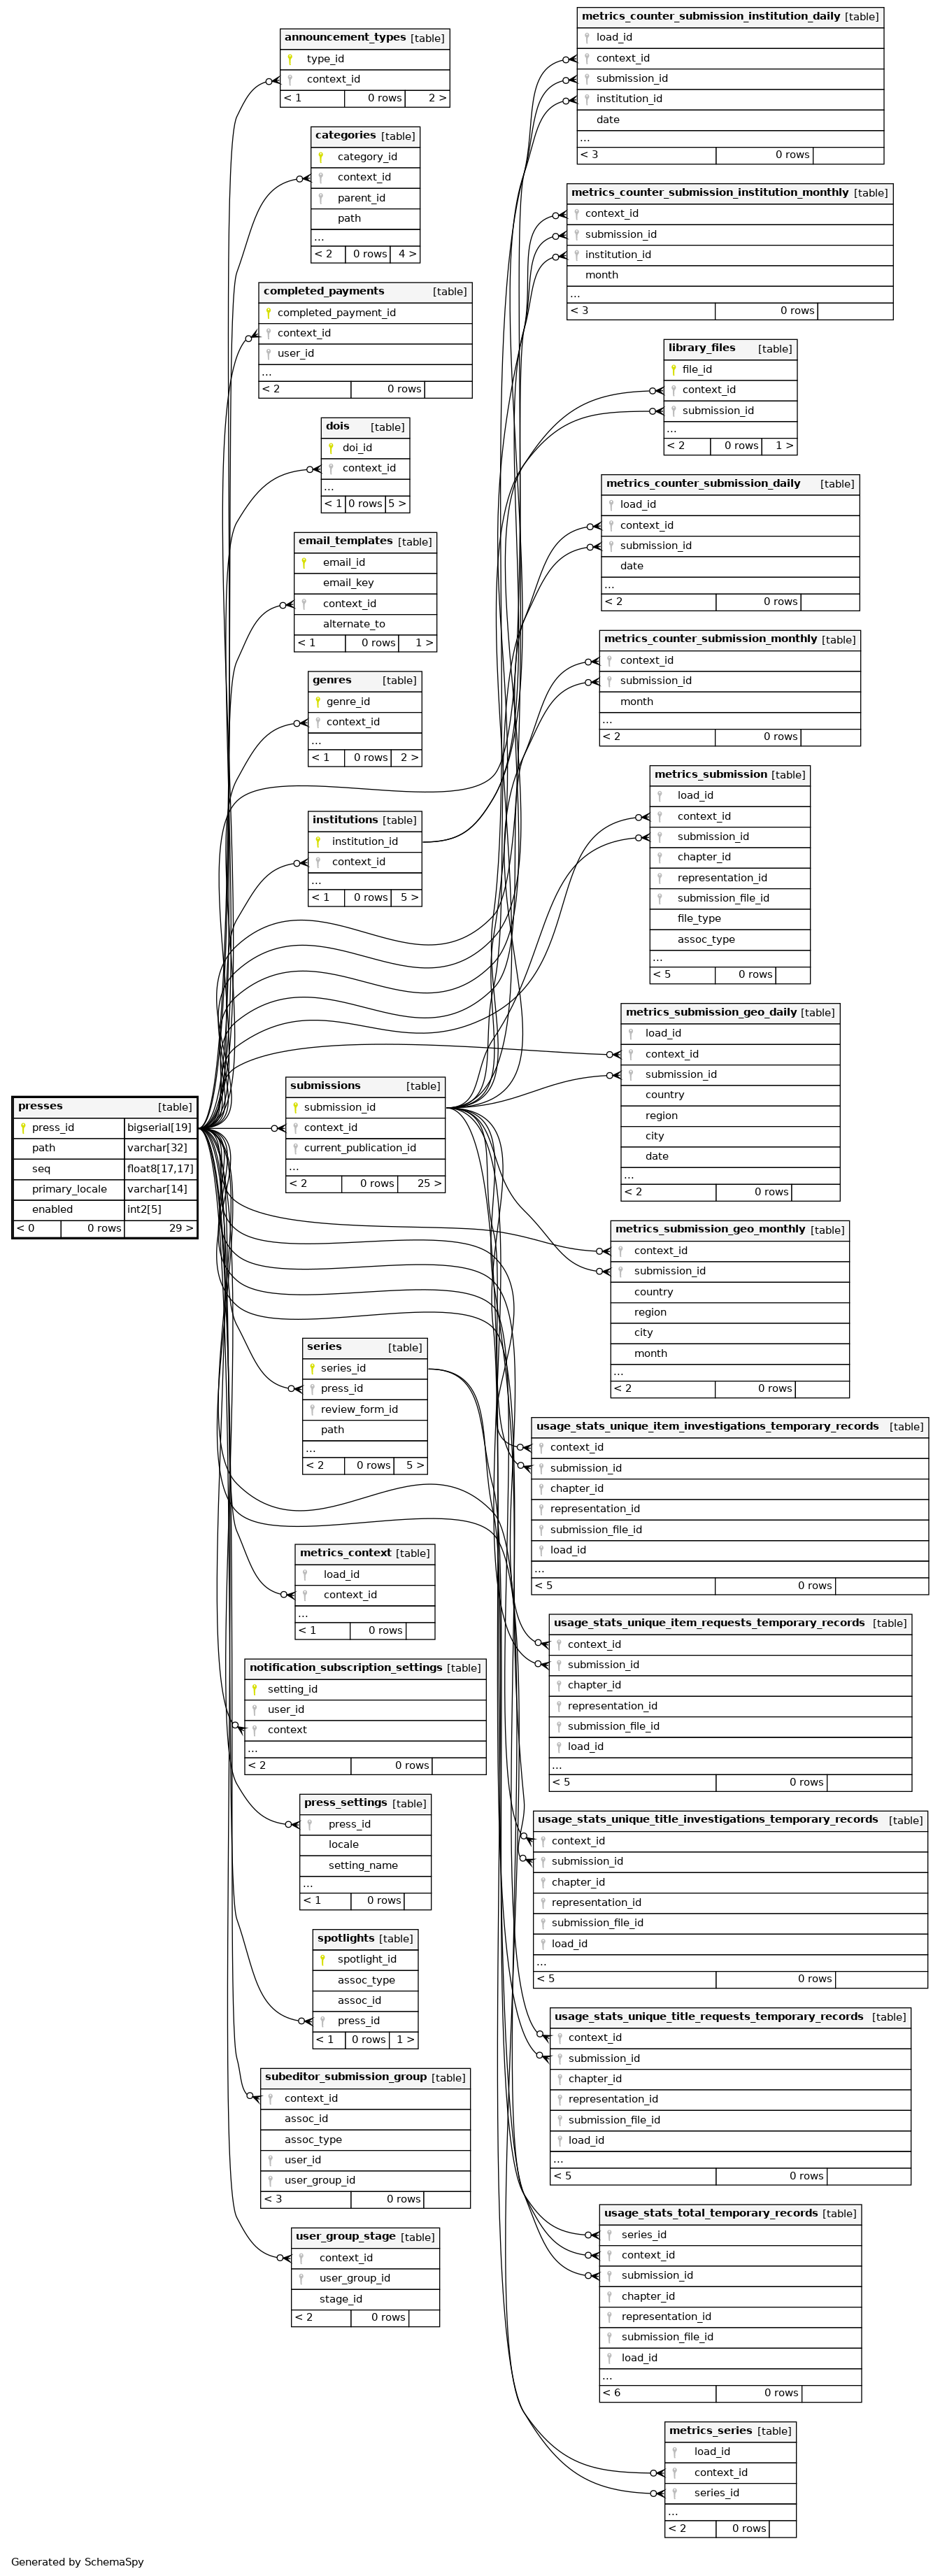 presses [table]
press_id bigserial[19]
path varchar[32]
seq float8[17,17]
primary_locale varchar[14]
enabled int2[5]
< 0 0 rows 29 >
announcement_types [table]
type_id
context_id
< 1 0 rows 2 >
categories [table]
category_id
context_id
parent_id
path
...
< 2 0 rows 4 >
completed_payments [table]
completed_payment_id
context_id
user_id
...
< 2 0 rows
dois [table]
doi_id
context_id
...
< 1 0 rows 5 >
email_templates [table]
email_id
email_key
context_id
alternate_to
< 1 0 rows 1 >
genres [table]
genre_id
context_id
...
< 1 0 rows 2 >
institutions [table]
institution_id
context_id
...
< 1 0 rows 5 >
submissions [table]
submission_id
context_id
current_publication_id
...
< 2 0 rows 25 >
series [table]
series_id
press_id
review_form_id
path
...
< 2 0 rows 5 >
metrics_context [table]
load_id
context_id
...
< 1 0 rows
notification_subscription_settings [table]
setting_id
user_id
context
...
< 2 0 rows
press_settings [table]
press_id
locale
setting_name
...
< 1 0 rows
spotlights [table]
spotlight_id
assoc_type
assoc_id
press_id
< 1 0 rows 1 >
subeditor_submission_group [table]
context_id
assoc_id
assoc_type
user_id
user_group_id
< 3 0 rows
user_group_stage [table]
context_id
user_group_id
stage_id
< 2 0 rows
metrics_counter_submission_institution_daily [table]
load_id
context_id
submission_id
institution_id
date
...
< 3 0 rows
metrics_counter_submission_institution_monthly [table]
context_id
submission_id
institution_id
month
...
< 3 0 rows
library_files [table]
file_id
context_id
submission_id
...
< 2 0 rows 1 >
metrics_counter_submission_daily [table]
load_id
context_id
submission_id
date
...
< 2 0 rows
metrics_counter_submission_monthly [table]
context_id
submission_id
month
...
< 2 0 rows
metrics_submission [table]
load_id
context_id
submission_id
chapter_id
representation_id
submission_file_id
file_type
assoc_type
...
< 5 0 rows
metrics_submission_geo_daily [table]
load_id
context_id
submission_id
country
region
city
date
...
< 2 0 rows
metrics_submission_geo_monthly [table]
context_id
submission_id
country
region
city
month
...
< 2 0 rows
usage_stats_unique_item_investigations_temporary_records [table]
context_id
submission_id
chapter_id
representation_id
submission_file_id
load_id
...
< 5 0 rows
usage_stats_unique_item_requests_temporary_records [table]
context_id
submission_id
chapter_id
representation_id
submission_file_id
load_id
...
< 5 0 rows
usage_stats_unique_title_investigations_temporary_records [table]
context_id
submission_id
chapter_id
representation_id
submission_file_id
load_id
...
< 5 0 rows
usage_stats_unique_title_requests_temporary_records [table]
context_id
submission_id
chapter_id
representation_id
submission_file_id
load_id
...
< 5 0 rows
usage_stats_total_temporary_records [table]
series_id
context_id
submission_id
chapter_id
representation_id
submission_file_id
load_id
...
< 6 0 rows
metrics_series [table]
load_id
context_id
series_id
...
< 2 0 rows
Generated by SchemaSpy